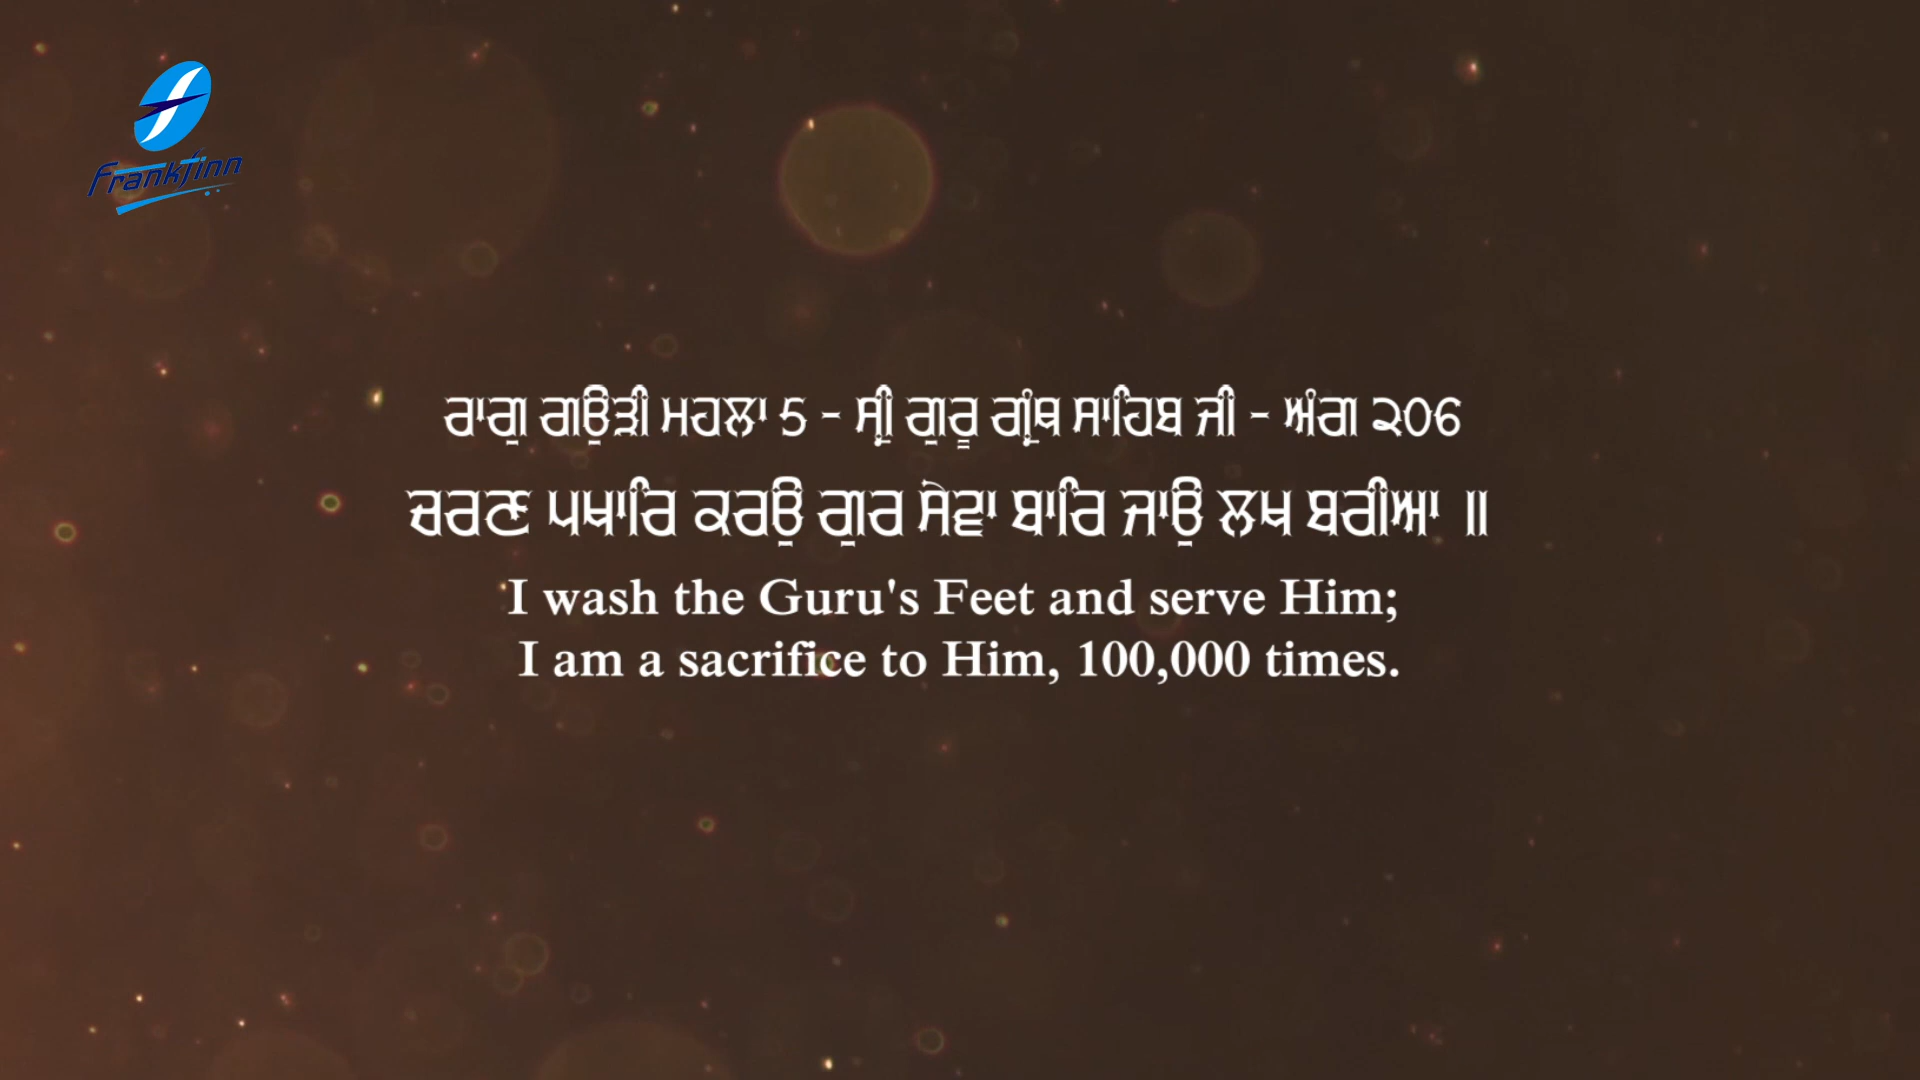 Frankfinn
ਰਾਗੁ ਗਉੜੀ ਮਹਲਾ 5 - ਸ੍ਰੀ ਗੁਰੂ ਗ੍ਰੰਥ ਸਾਹਿਬ ਜੀ - ਅੰਗ ੨੦੬
ਚਰਣ ਪਖਾਰਿ ਕਰਉ ਗੁਰ ਸੇਵਾ ਬਾਰਿ ਜਾਉ ਲਖ ਬਰੀਆ ॥
I wash the Guru's Feet and serve Him;
I am a sacrifice to Him, 100,000 times.